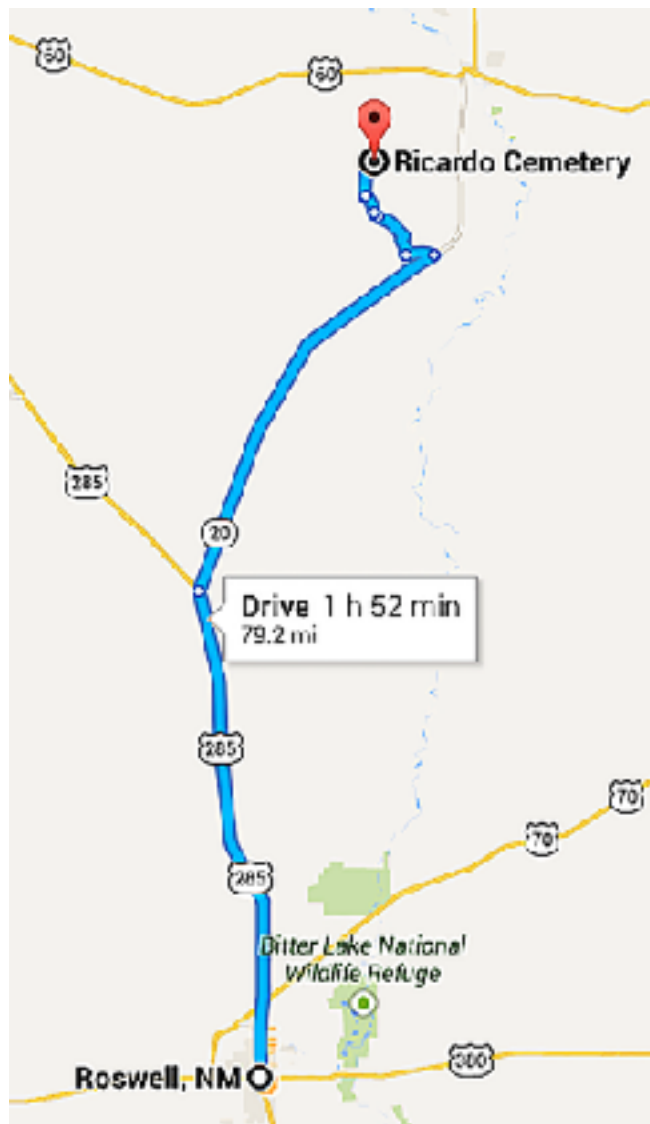 60
60
Ricardo Cemetery
285
20
Drive 1 h 52 min
79.2 mi
285
70
70
285
Bitter Lake National
Wildlife Refuge
380
Roswell, NM